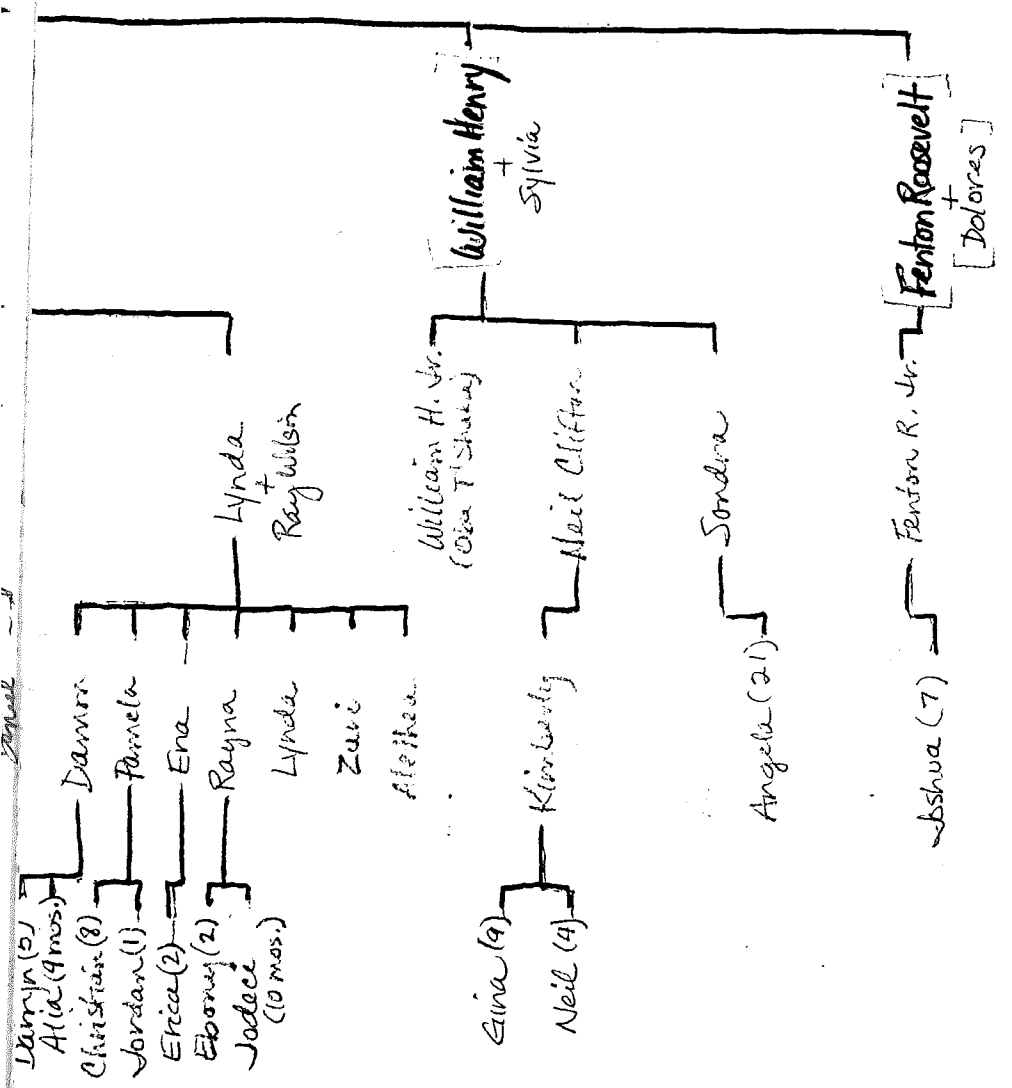 [William Henry]
+
Sylvia
[Fenton Roosevelt]
+
[Dolores]
Lynda
+
Ray Wilson
William H. Jr.
Neil Clifton
Sondra
Fenton R. Jr.
Damon
Pamela
Ena
Rayna
Lynda
Zuri
Alethea
Kimberly
Angela (21)
Joshua (7)
Damyn (5)
Alia (9 mos.)
Christian (8)
Jordan (1)
Erica (2)
Ebony (2)
Jodeci
(10 mos.)
Gina (9)
Neil (4)